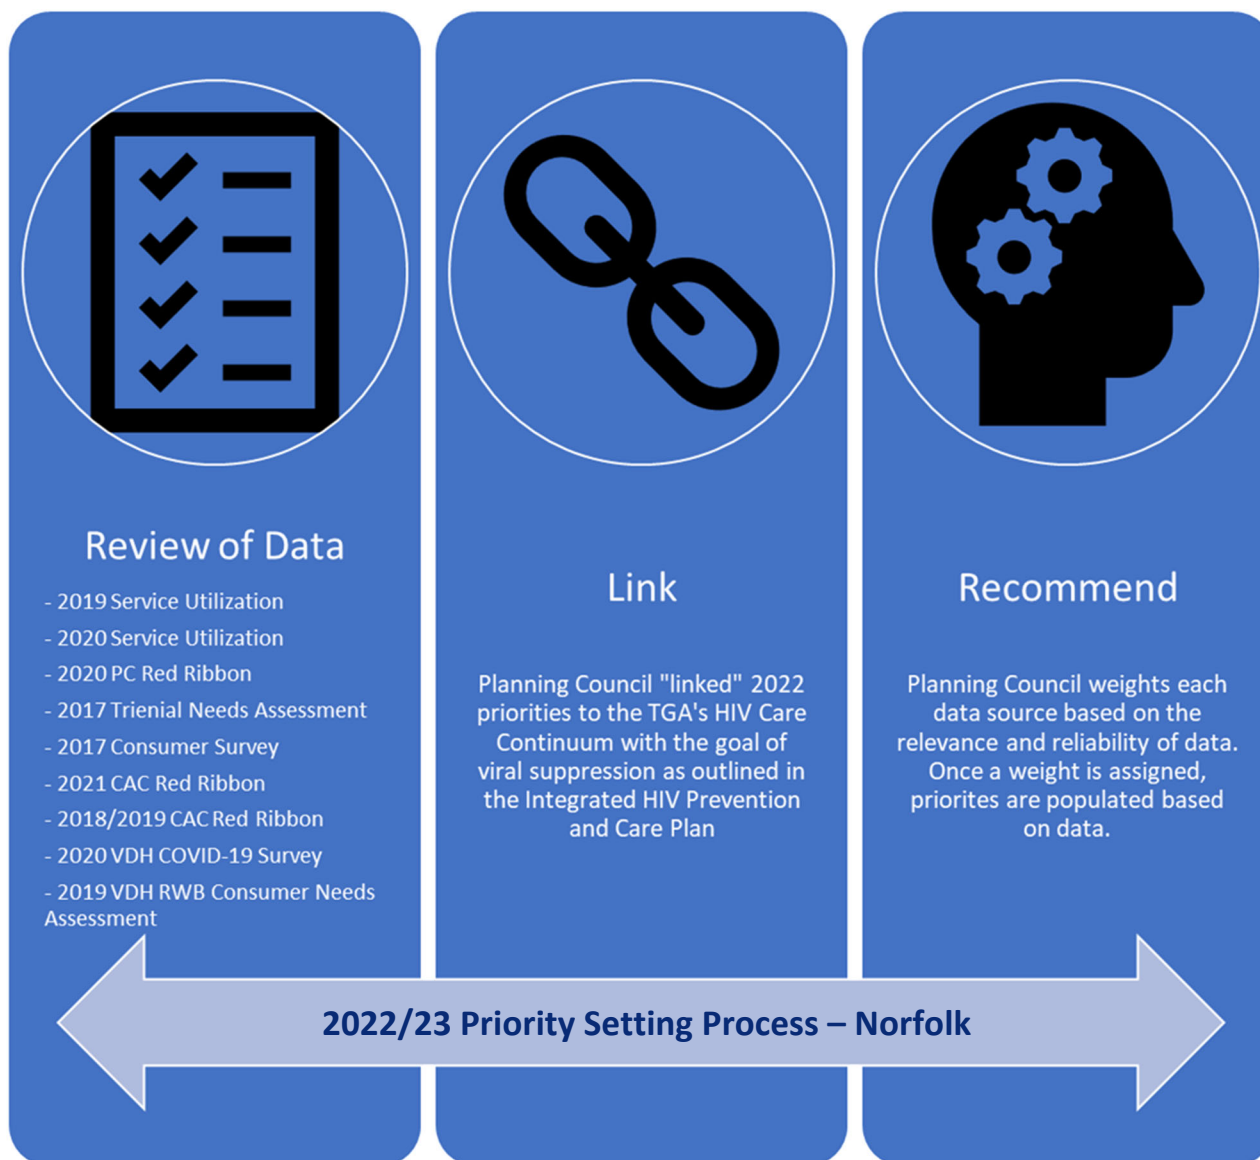 Review of Data
- 2019 Service Utilization
- 2020 Service Utilization
- 2020 PC Red Ribbon
- 2017 Trienial Needs Assessment
- 2017 Consumer Survey
- 2021 CAC Red Ribbon
- 2018/2019 CAC Red Ribbon
- 2020 VDH COVID-19 Survey
- 2019 VDH RWB Consumer Needs
Assessment
Link
Planning Council "linked" 2022
priorities to the TGA's HIV Care
Continuum with the goal of
viral suppression as outlined in
the Integrated HIV Prevention
and Care Plan
Recommend
Planning Council weights each
data source based on the
relevance and reliability of data.
Once a weight is assigned,
priorites are populated based
on data.
2022/23 Priority Setting Process – Norfolk